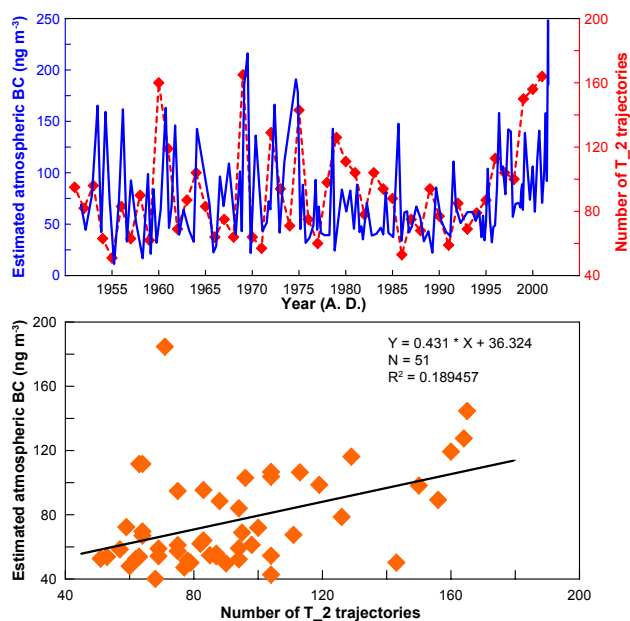 250
200
150
100
50
0
Estimated atmospheric BC (ng m-3)
200
160
120
80
40
Number of T_2 trajectories
1955 1960 1965 1970 1975 1980 1985 1990 1995 2000
Year (A. D.)
200
160
120
80
40
Estimated atmospheric BC (ng m-3)
Y = 0.431 * X + 36.324
N = 51
R2 = 0.189457
40 80 120 160 200
Number of T_2 trajectories